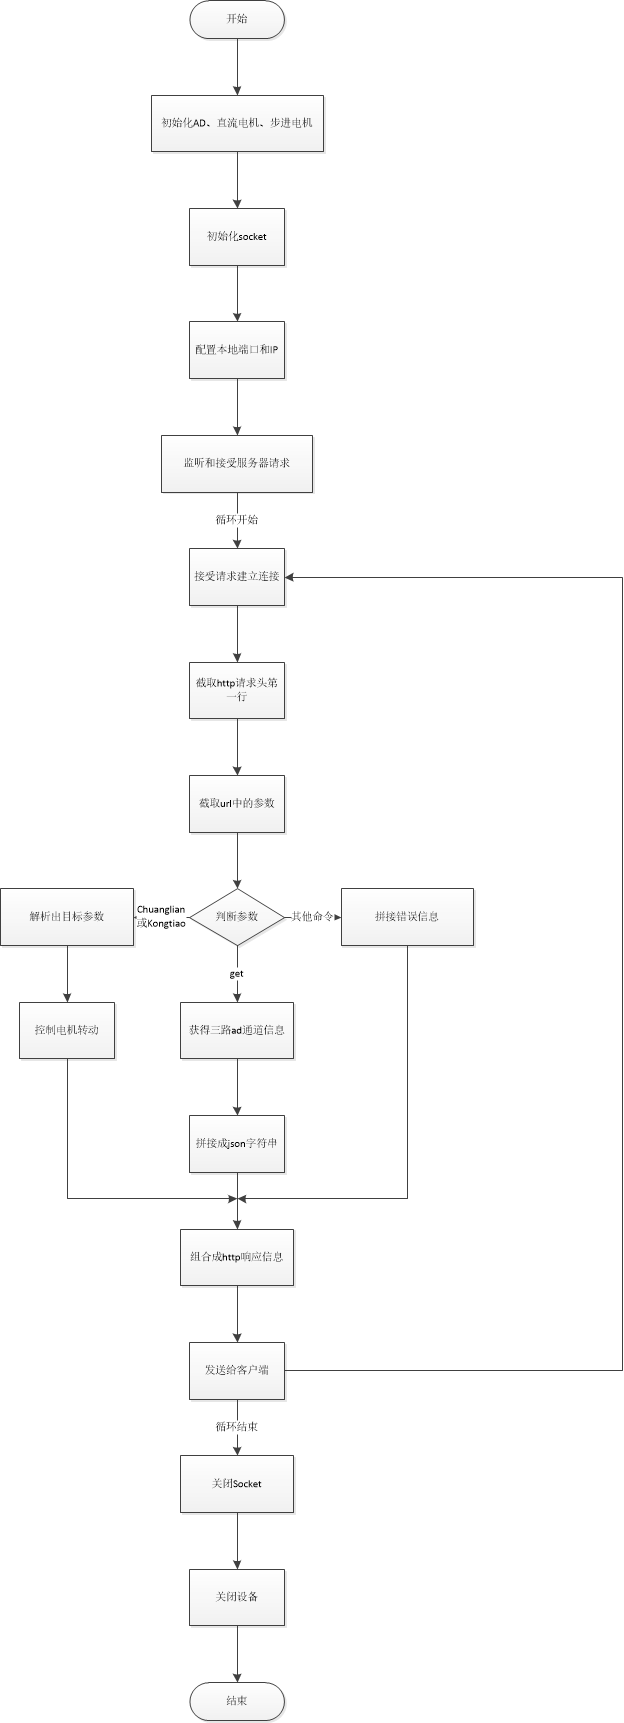 开始
初始化AD、直流电机、步进电机
初始化socket
配置本地端口和IP
监听和接受服务器请求
循环开始
接受请求建立连接
截取http请求头第
一行
截取url中的参数
解析出目标参数
Chuanglian
或Kongtiao
判断参数
其他命令
拼接错误信息
get
控制电机转动
获得三路ad通道信息
拼接成json字符串
组合成http响应信息
发送给客户端
循环结束
关闭Socket
关闭设备
结束